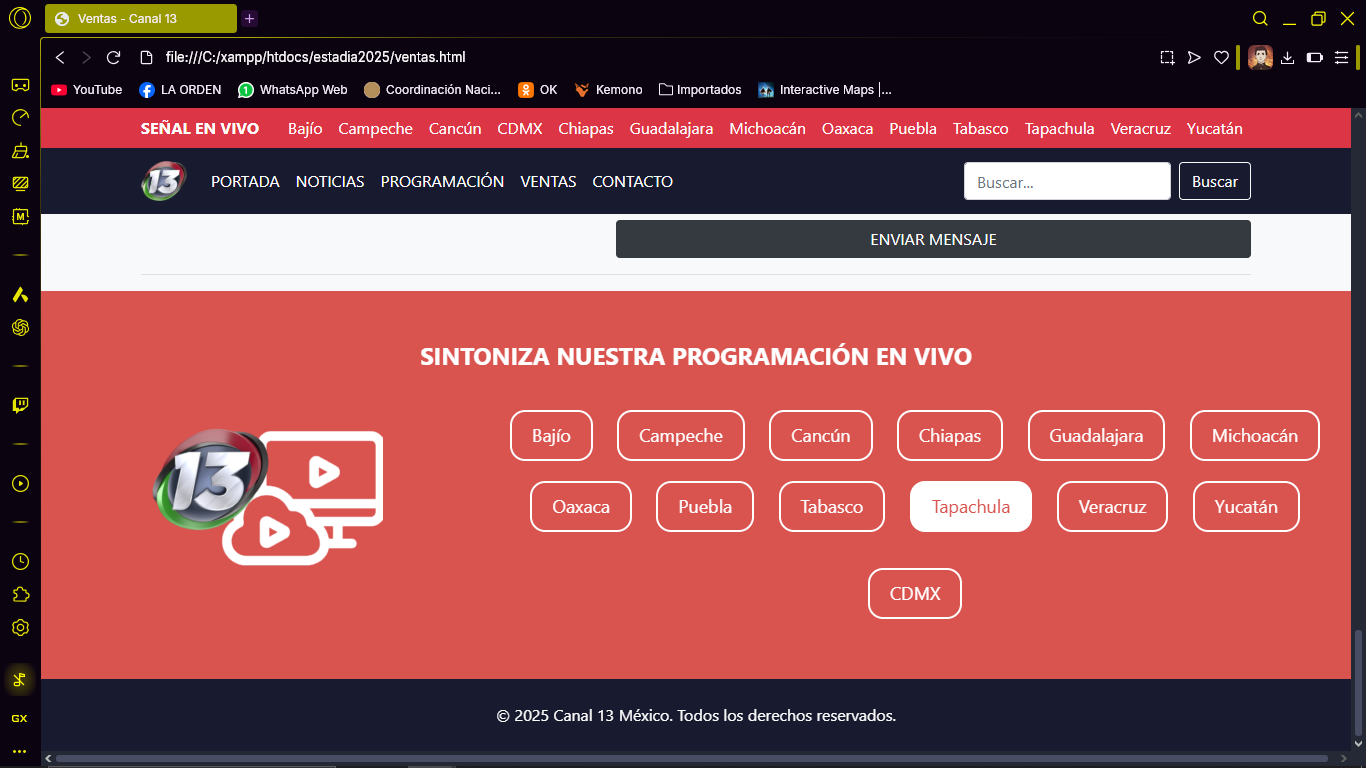 Ventas - Canal 13
file:///C:/xampp/htdocs/estadia2025/ventas.html
YouTube LA ORDEN WhatsApp Web Coordinación Naci... OK Kemono Importados Interactive Maps |...
SEÑAL EN VIVO Bajío Campeche Cancún CDMX Chiapas Guadalajara Michoacán Oaxaca Puebla Tabasco Tapachula Veracruz Yucatán
13 PORTADA NOTICIAS PROGRAMACIÓN VENTAS CONTACTO Buscar... Buscar
ENVIAR MENSAJE
SINTONIZA NUESTRA PROGRAMACIÓN EN VIVO
Bajío Campeche Cancún Chiapas Guadalajara Michoacán
13
Oaxaca Puebla Tabasco Tapachula Veracruz Yucatán
CDMX
M
GX
© 2025 Canal 13 México. Todos los derechos reservados.